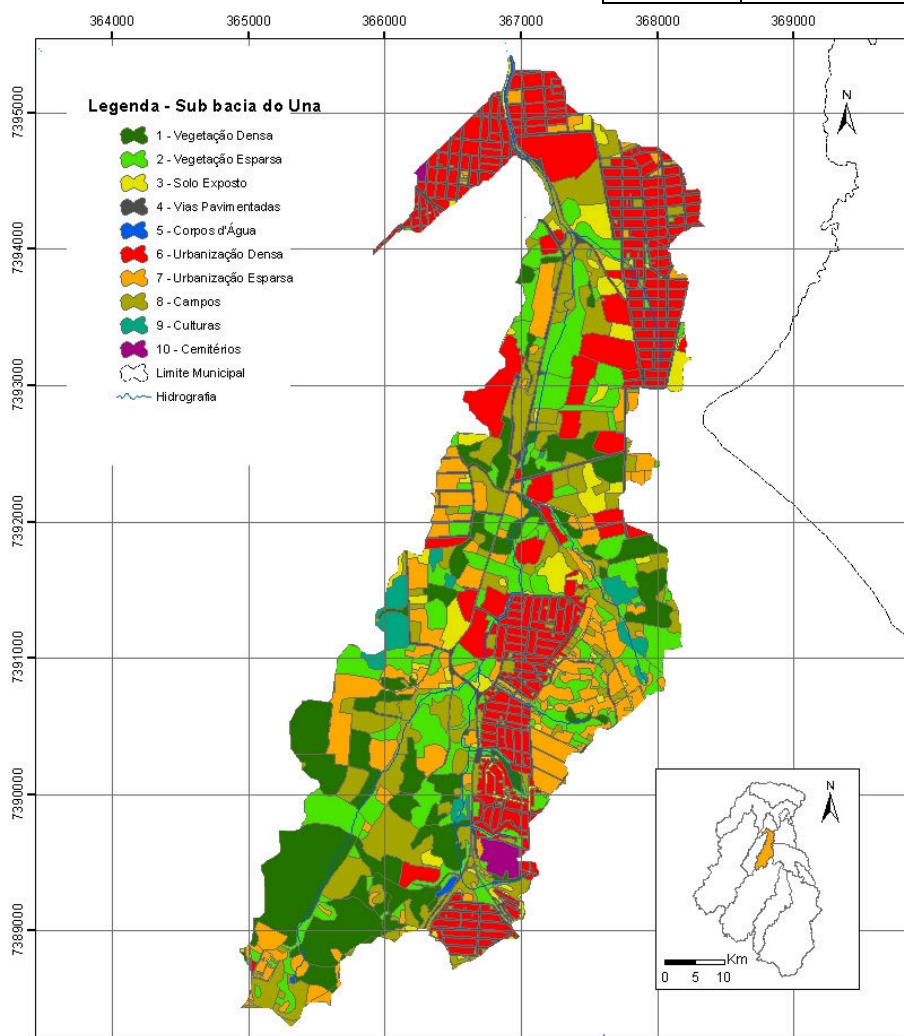 364000 365000 366000 367000 368000 369000
7395000
7394000
7393000
7392000
7391000
7390000
7389000
Legenda - Sub bacia do Una
1 - Vegetação Densa
2 - Vegetação Esparsa
3 - Solo Exposto
4 - Vias Pavimentadas
5 - Corpos d'Água
6 - Urbanização Densa
7 - Urbanização Esparsa
8 - Campos
9 - Culturas
10 - Cemitérios
Limite Municipal
Hidrografia
N
N
Km
0 5 10